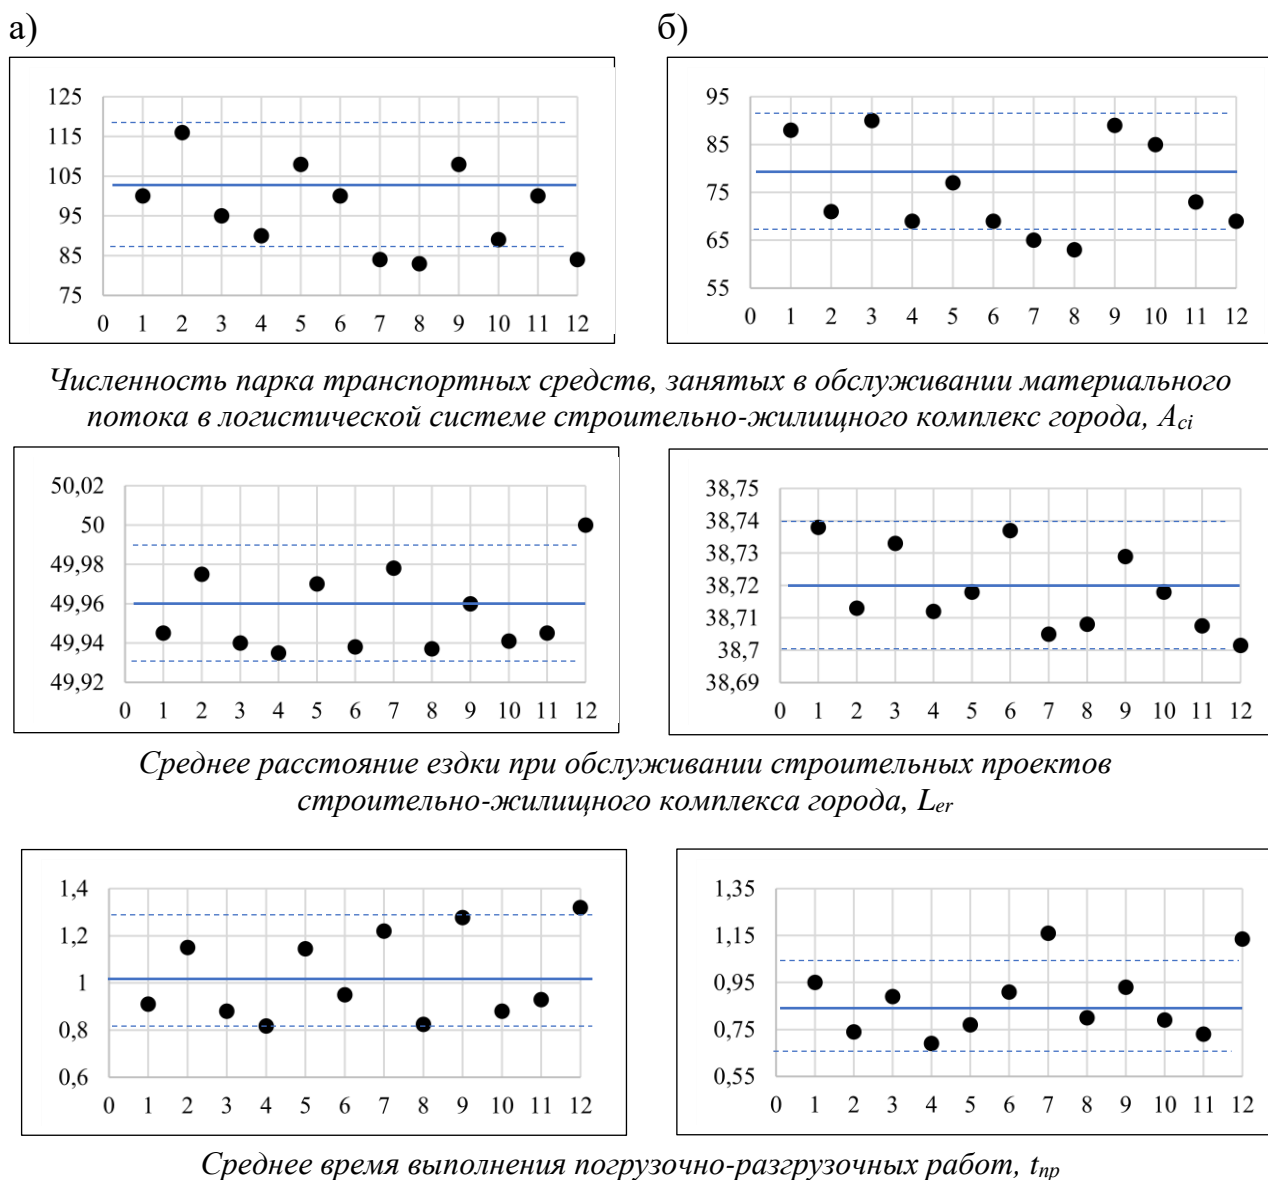 а) б)
125
115
105
95
85
75
0 1 2 3 4 5 6 7 8 9 10 11 12
95
85
75
65
55
0 1 2 3 4 5 6 7 8 9 10 11 12
Численность парка транспортных средств, занятых в обслуживании материального
потока в логистической системе строительно-жилищного комплекс города, Aci
50,02
50
49,98
49,96
49,94
49,92
0 1 2 3 4 5 6 7 8 9 10 11 12
38,75
38,74
38,73
38,72
38,71
38,7
38,69
0 1 2 3 4 5 6 7 8 9 10 11 12
Среднее расстояние ездки при обслуживании строительных проектов
строительно-жилищного комплекса города, Ler
1,4
1,2
1
0,8
0,6
0 1 2 3 4 5 6 7 8 9 10 11 12
1,35
1,15
0,95
0,75
0,55
0 1 2 3 4 5 6 7 8 9 10 11 12
Среднее время выполнения погрузочно-разгрузочных работ, tпр